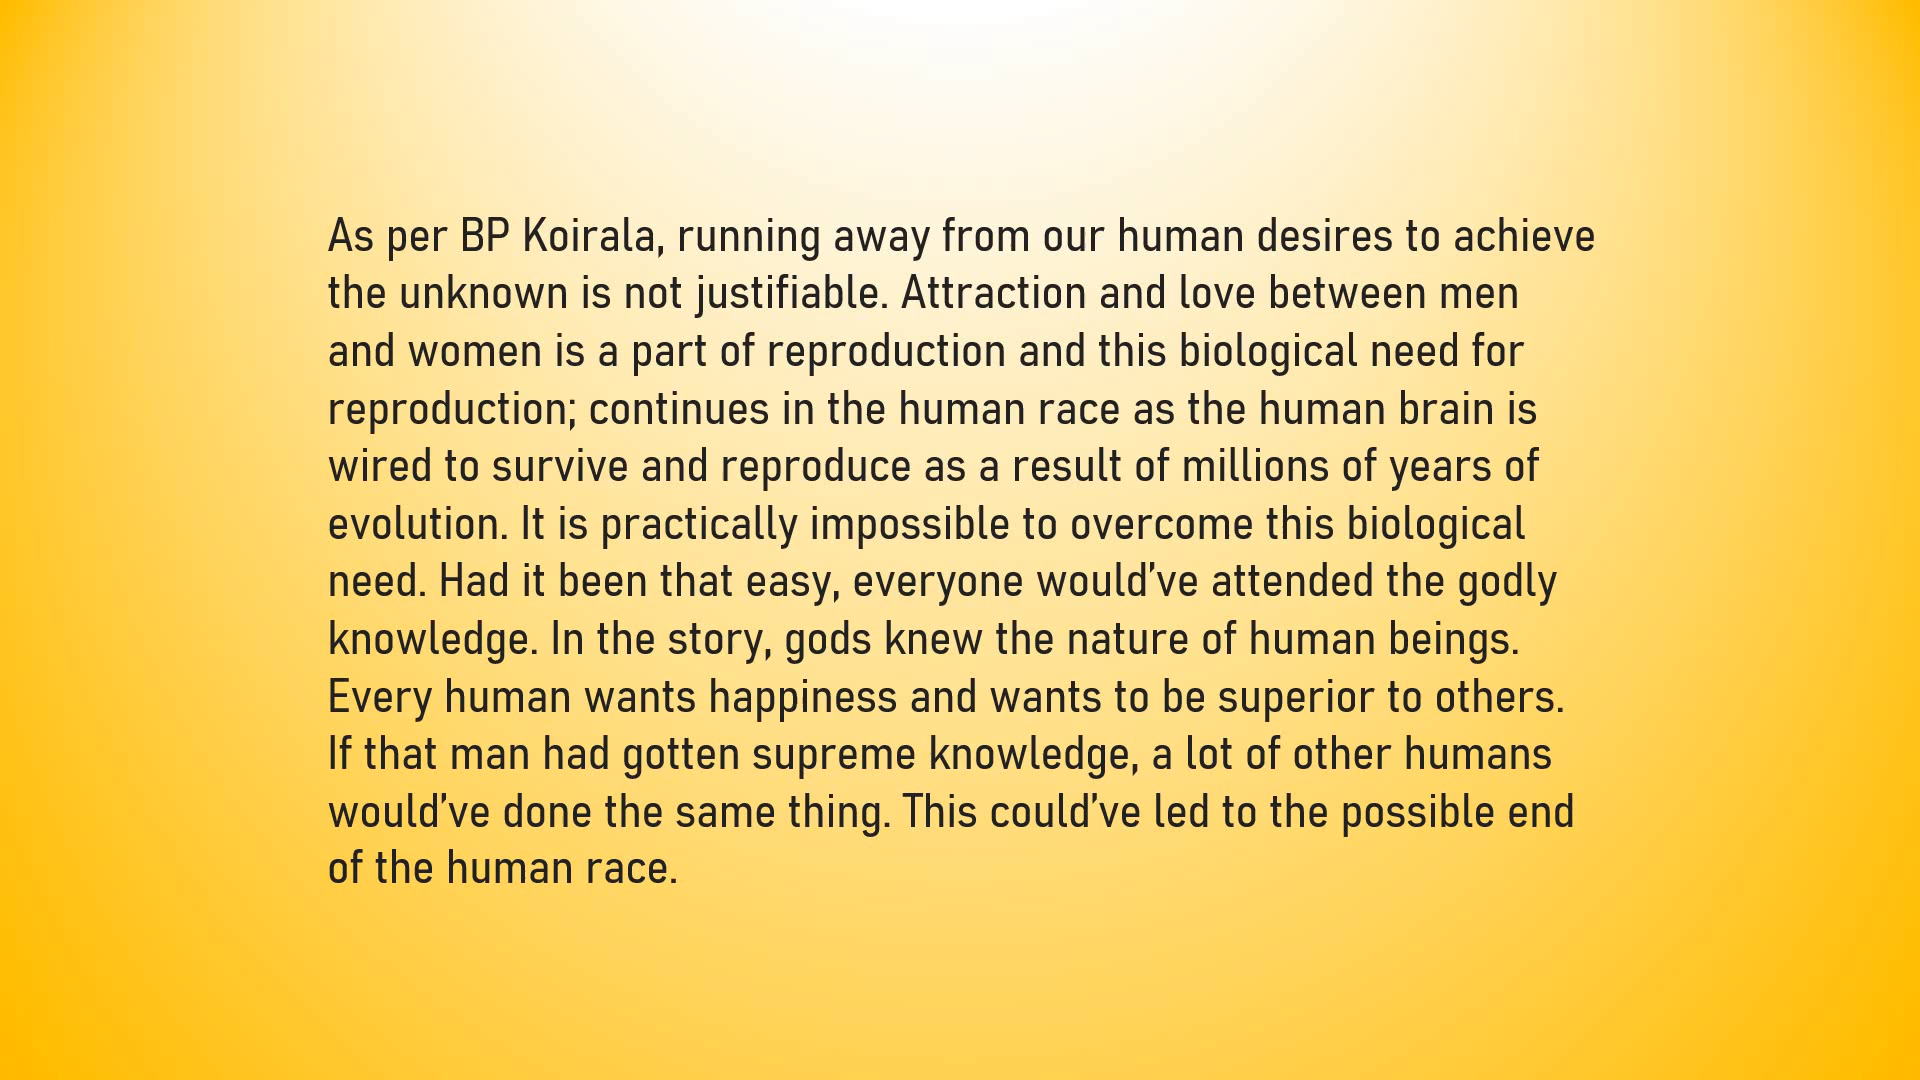 As per BP Koirala, running away from our human desires to achieve
the unknown is not justifiable. Attraction and love between men
and women is a part of reproduction and this biological need for
reproduction; continues in the human race as the human brain is
wired to survive and reproduce as a result of millions of years of
evolution. It is practically impossible to overcome this biological
need. Had it been that easy, everyone would’ve attended the godly
knowledge. In the story, gods knew the nature of human beings.
Every human wants happiness and wants to be superior to others.
If that man had gotten supreme knowledge, a lot of other humans
would’ve done the same thing. This could’ve led to the possible end
of the human race.